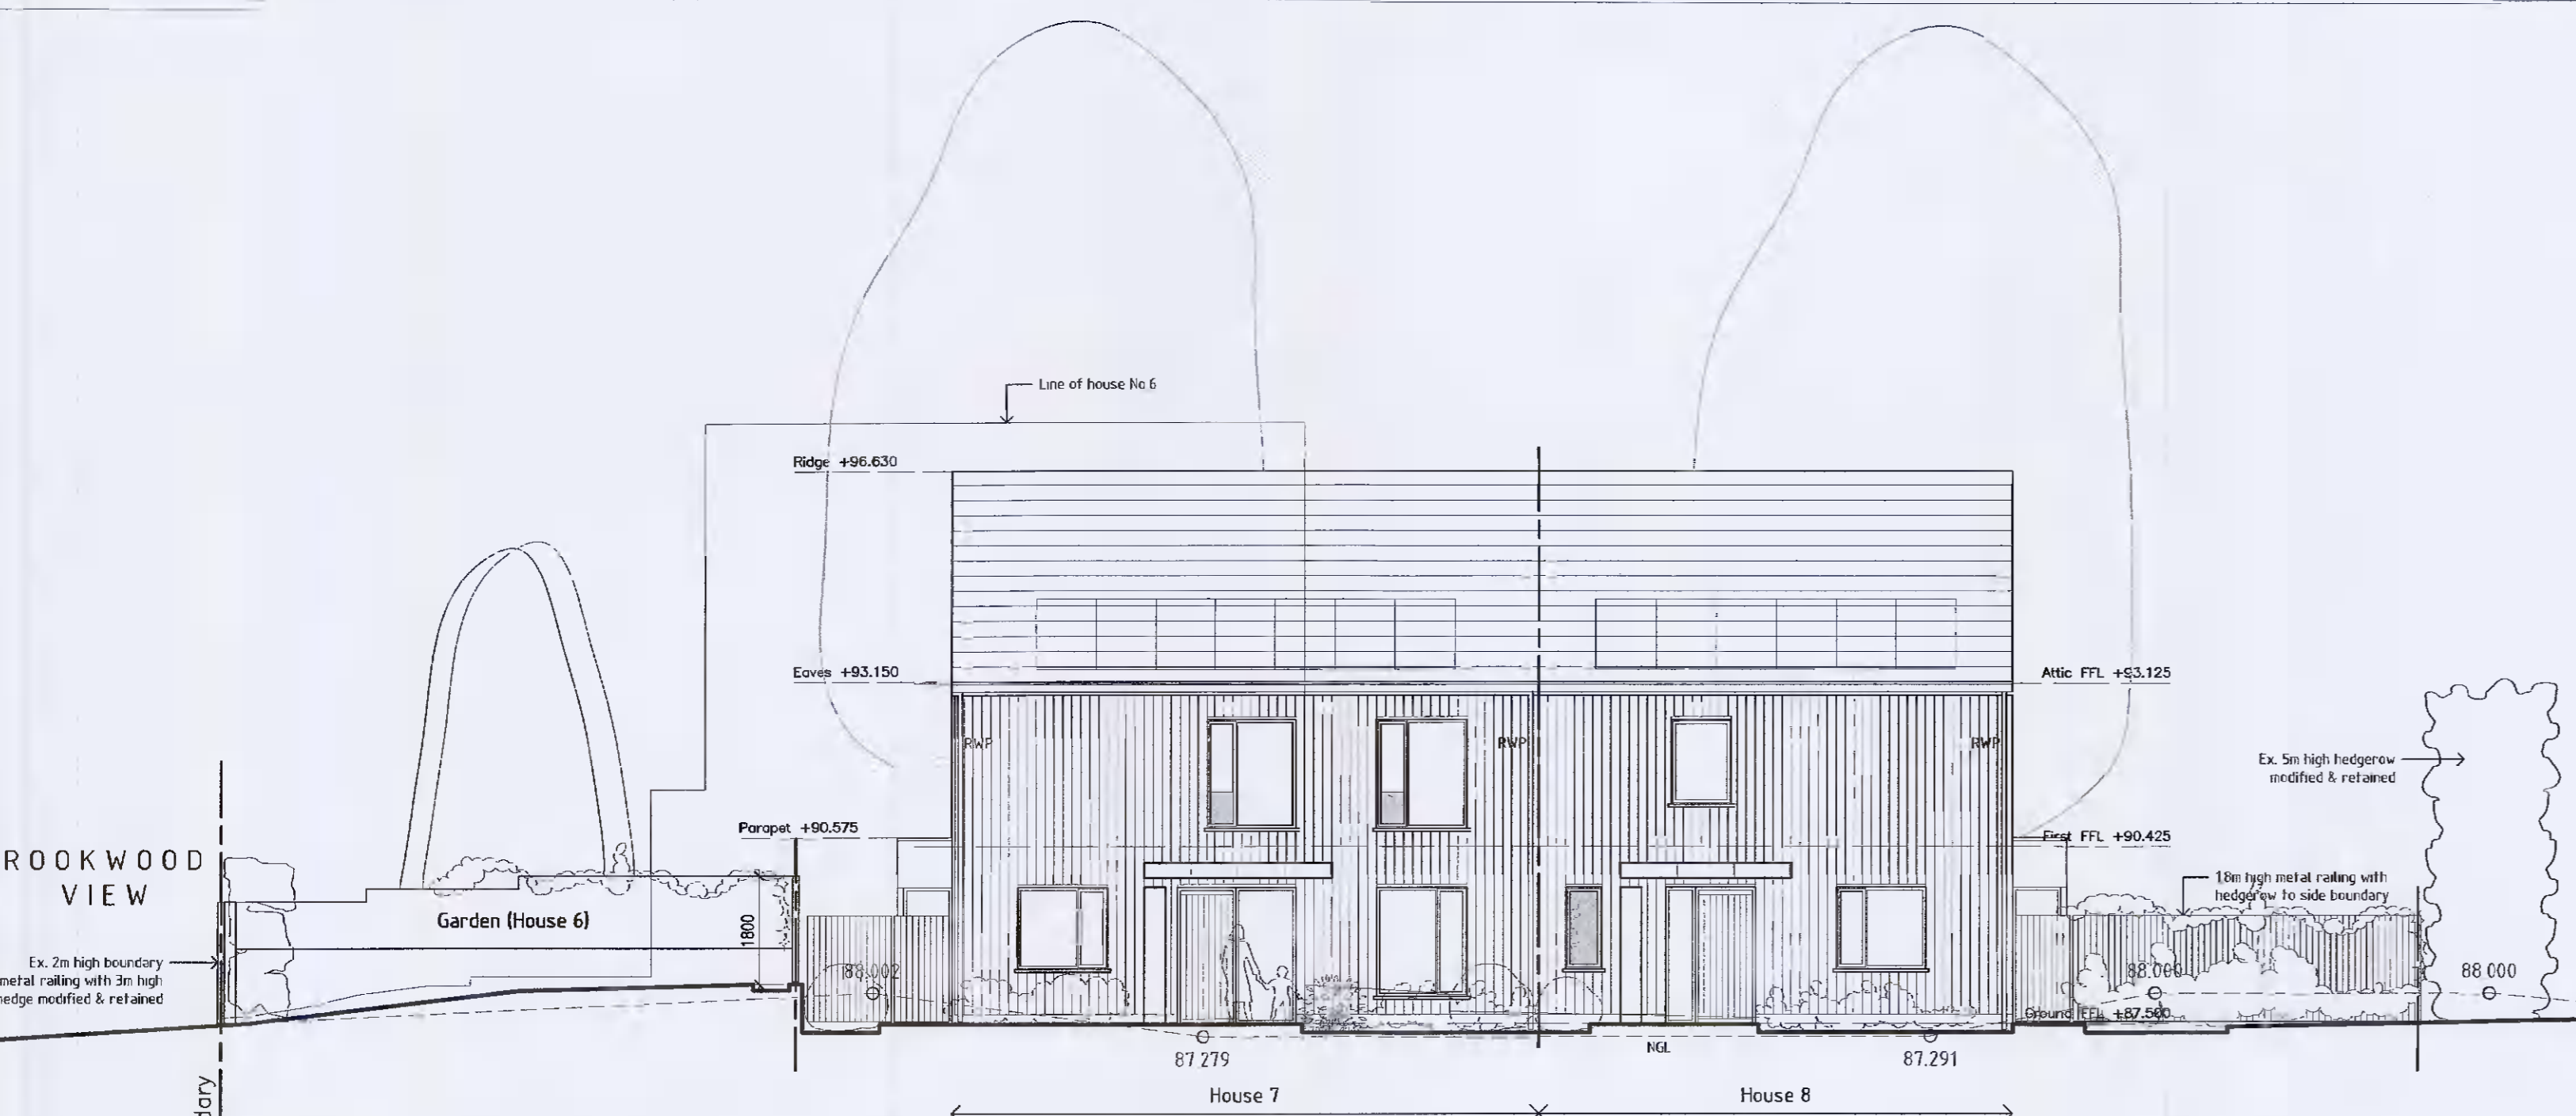 Line of house No 6
Ridge +96.630
Eaves +93.150
Attic FFL +93.125
RWP
RWP
RWP
Ex. 5m high hedgerow
modified & retained
Parapet +90.575
First FFL +90.425
ROOKWOOD
VIEW
1.8m high metal railing with
hedgerow to side boundary
Garden (House 6)
1800
Ex. 2m high boundary
metal railing with 3m high
hedge modified & retained
88.002
88.000
88 000
Ground FFL +87.500
87 279
NGL
87.291
House 7
House 8